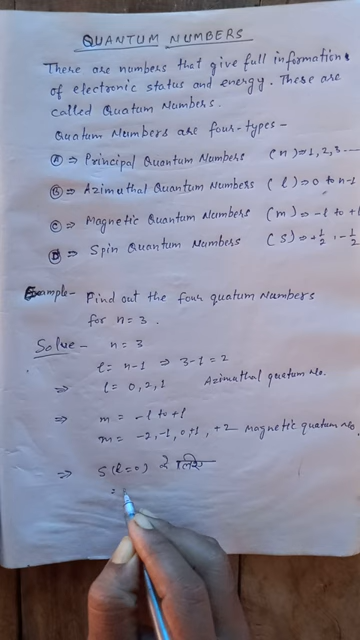 QUANTUM NUMBERS
There are numbers that give full information
of electronic status and energy. These are
called Quatum Numbers.
Quatum Numbers are four-types -
(A) ⇒ Principal Quantum Numbers (n)⇒1,2,3---
(B) ⇒ Azimuthal Quantum Numbers (l)⇒0 to n-1
(C) ⇒ Magnetic Quantum Numbers (m)⇒ -l to +l
(D) ⇒ Spin Quantum Numbers (S)⇒+1/2, -1/2
Example- Find out the four quatum Numbers
for n=3.
Solve - n=3
l= n-1 ⇒ 3-1=2
⇒ l= 0,2,1 Azimuthal quatum No.
⇒ m= -l to +l
m= -2,-1,0+1,+2 Magnetic quatum No.
⇒ S(l=0) के लिए
=